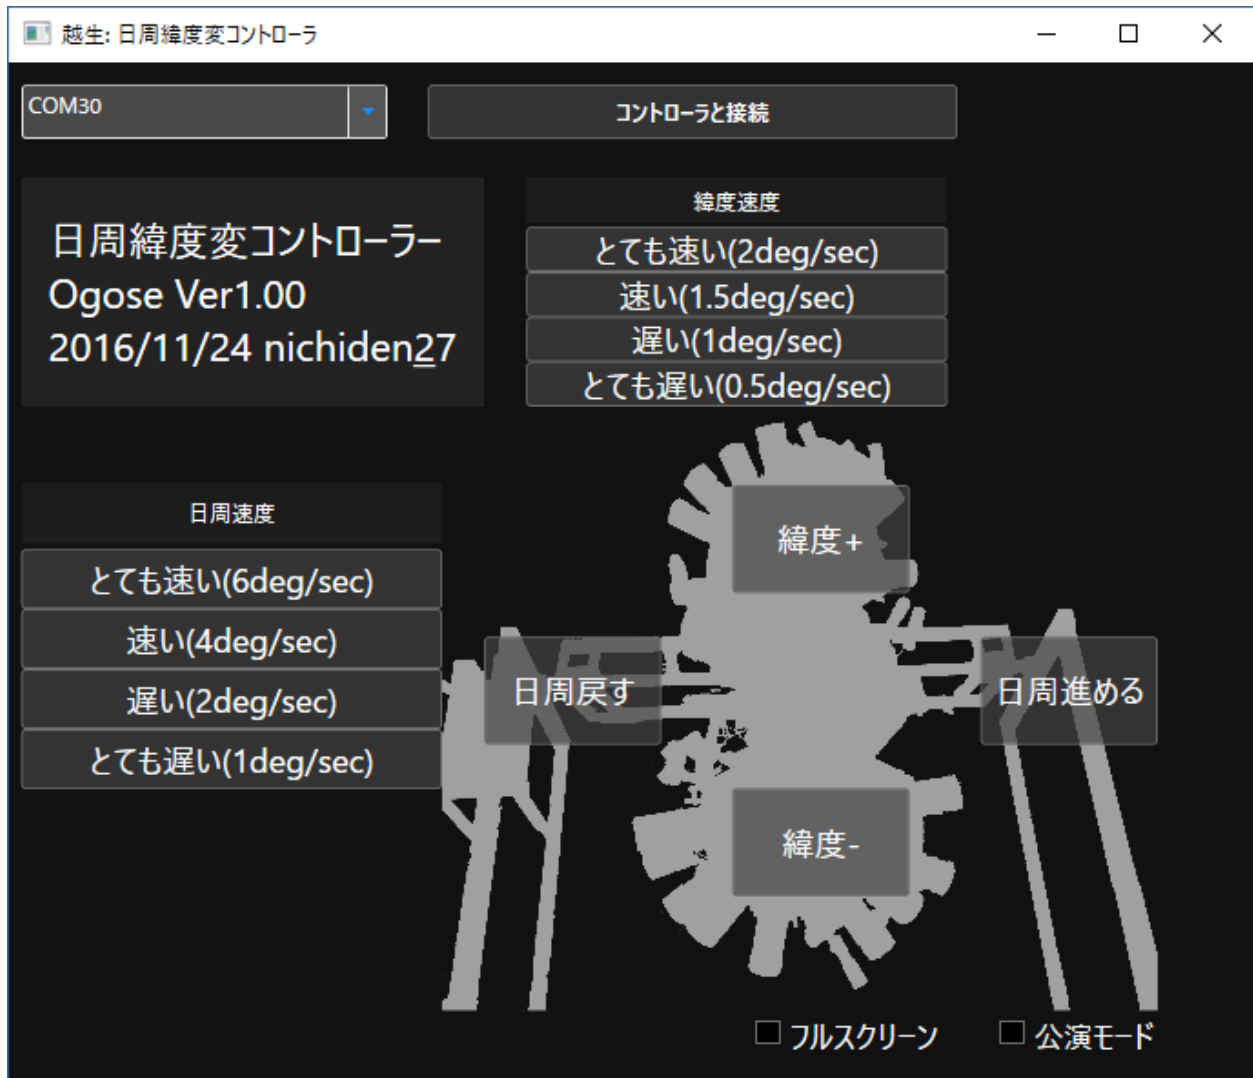 越生: 日周緯度変コントローラ
COM30
コントローラと接続
日周緯度変コントローラー
Ogose Ver1.00
2016/11/24 nichiden27
緯度速度
とても速い(2deg/sec)
速い(1.5deg/sec)
遅い(1deg/sec)
とても遅い(0.5deg/sec)
日周速度
とても速い(6deg/sec)
速い(4deg/sec)
遅い(2deg/sec)
とても遅い(1deg/sec)
緯度+
日周戻す
日周進める
緯度-
フルスクリーン
公演モード